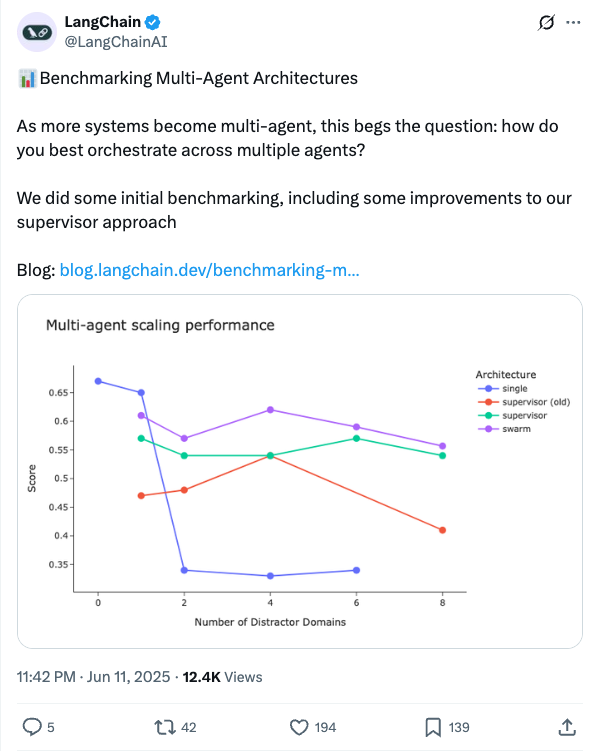 LangChain
@LangChainAI
📊Benchmarking Multi-Agent Architectures
As more systems become multi-agent, this begs the question: how do
you best orchestrate across multiple agents?
We did some initial benchmarking, including some improvements to our
supervisor approach
Blog: blog.langchain.dev/benchmarking-m...
Multi-agent scaling performance
Architecture
single
supervisor (old)
supervisor
swarm
Score
0.65
0.6
0.55
0.5
0.45
0.4
0.35
0 2 4 6 8
Number of Distractor Domains
11:42 PM · Jun 11, 2025 · 12.4K Views
5 42 194 139